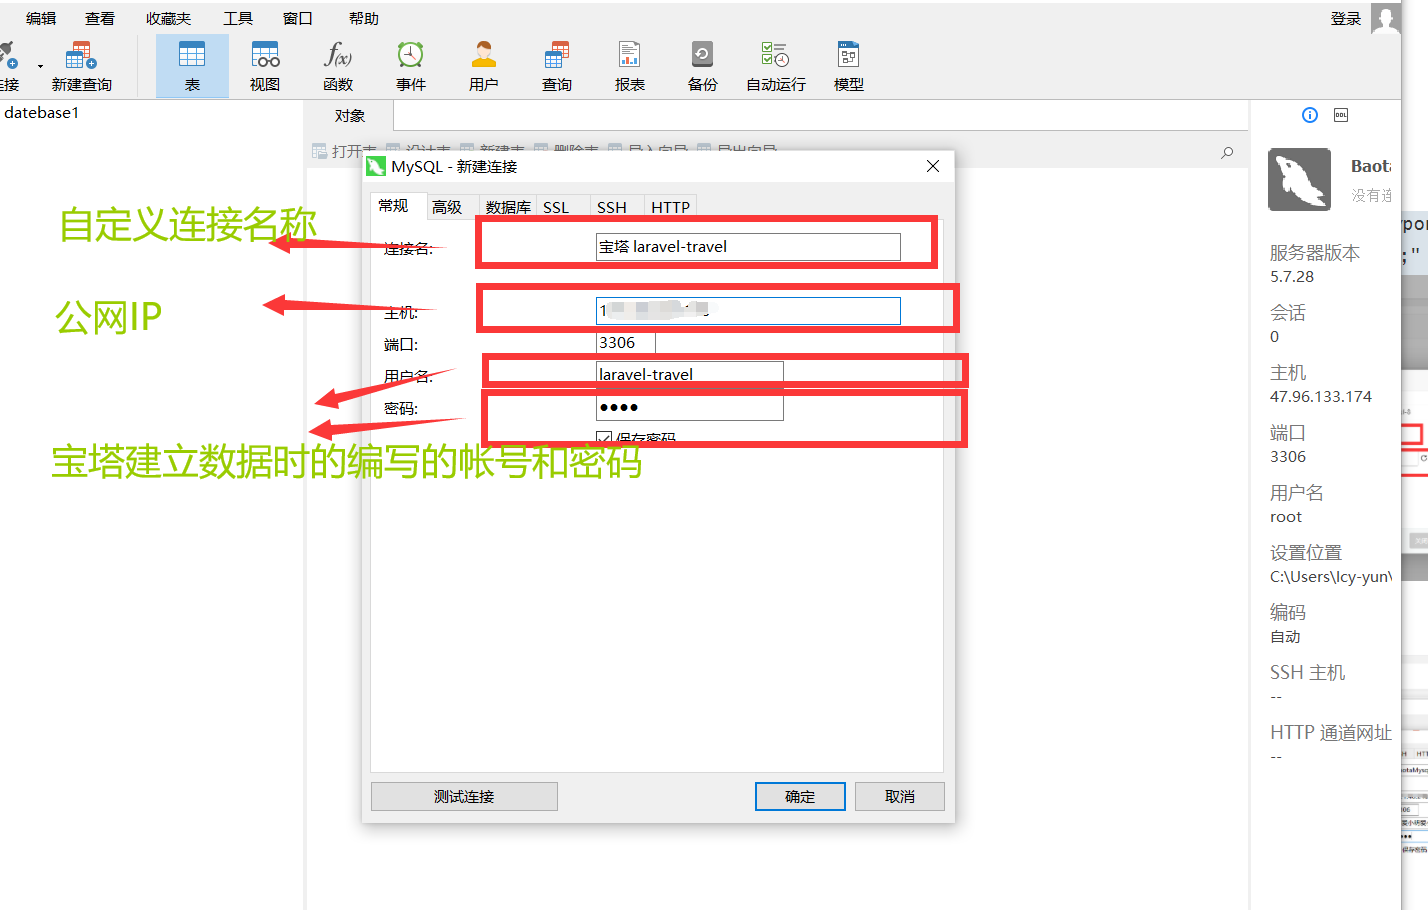 编辑 查看 收藏夹 工具 窗口 帮助 登录
连接 新建查询 表 视图 函数 事件 用户 查询 报表 备份 自动运行 模型
datebase1
对象
打开表 设计表 新建表 删除表 导入向导 导出向导
MySQL - 新建连接
常规 高级 数据库 SSL SSH HTTP
自定义连接名称
连接名: 宝塔 laravel-travel
公网IP
主机: 1
端口: 3306
用户名: laravel-travel
密码: ●●●●
保存密码
宝塔建立数据时的编写的帐号和密码
测试连接 确定 取消
DDL
Baota
没有连
服务器版本
5.7.28
会话
0
主机
47.96.133.174
端口
3306
用户名
root
设置位置
C:\Users\lcy-yun\
编码
自动
SSH 主机
--
HTTP 通道网址
--
;"